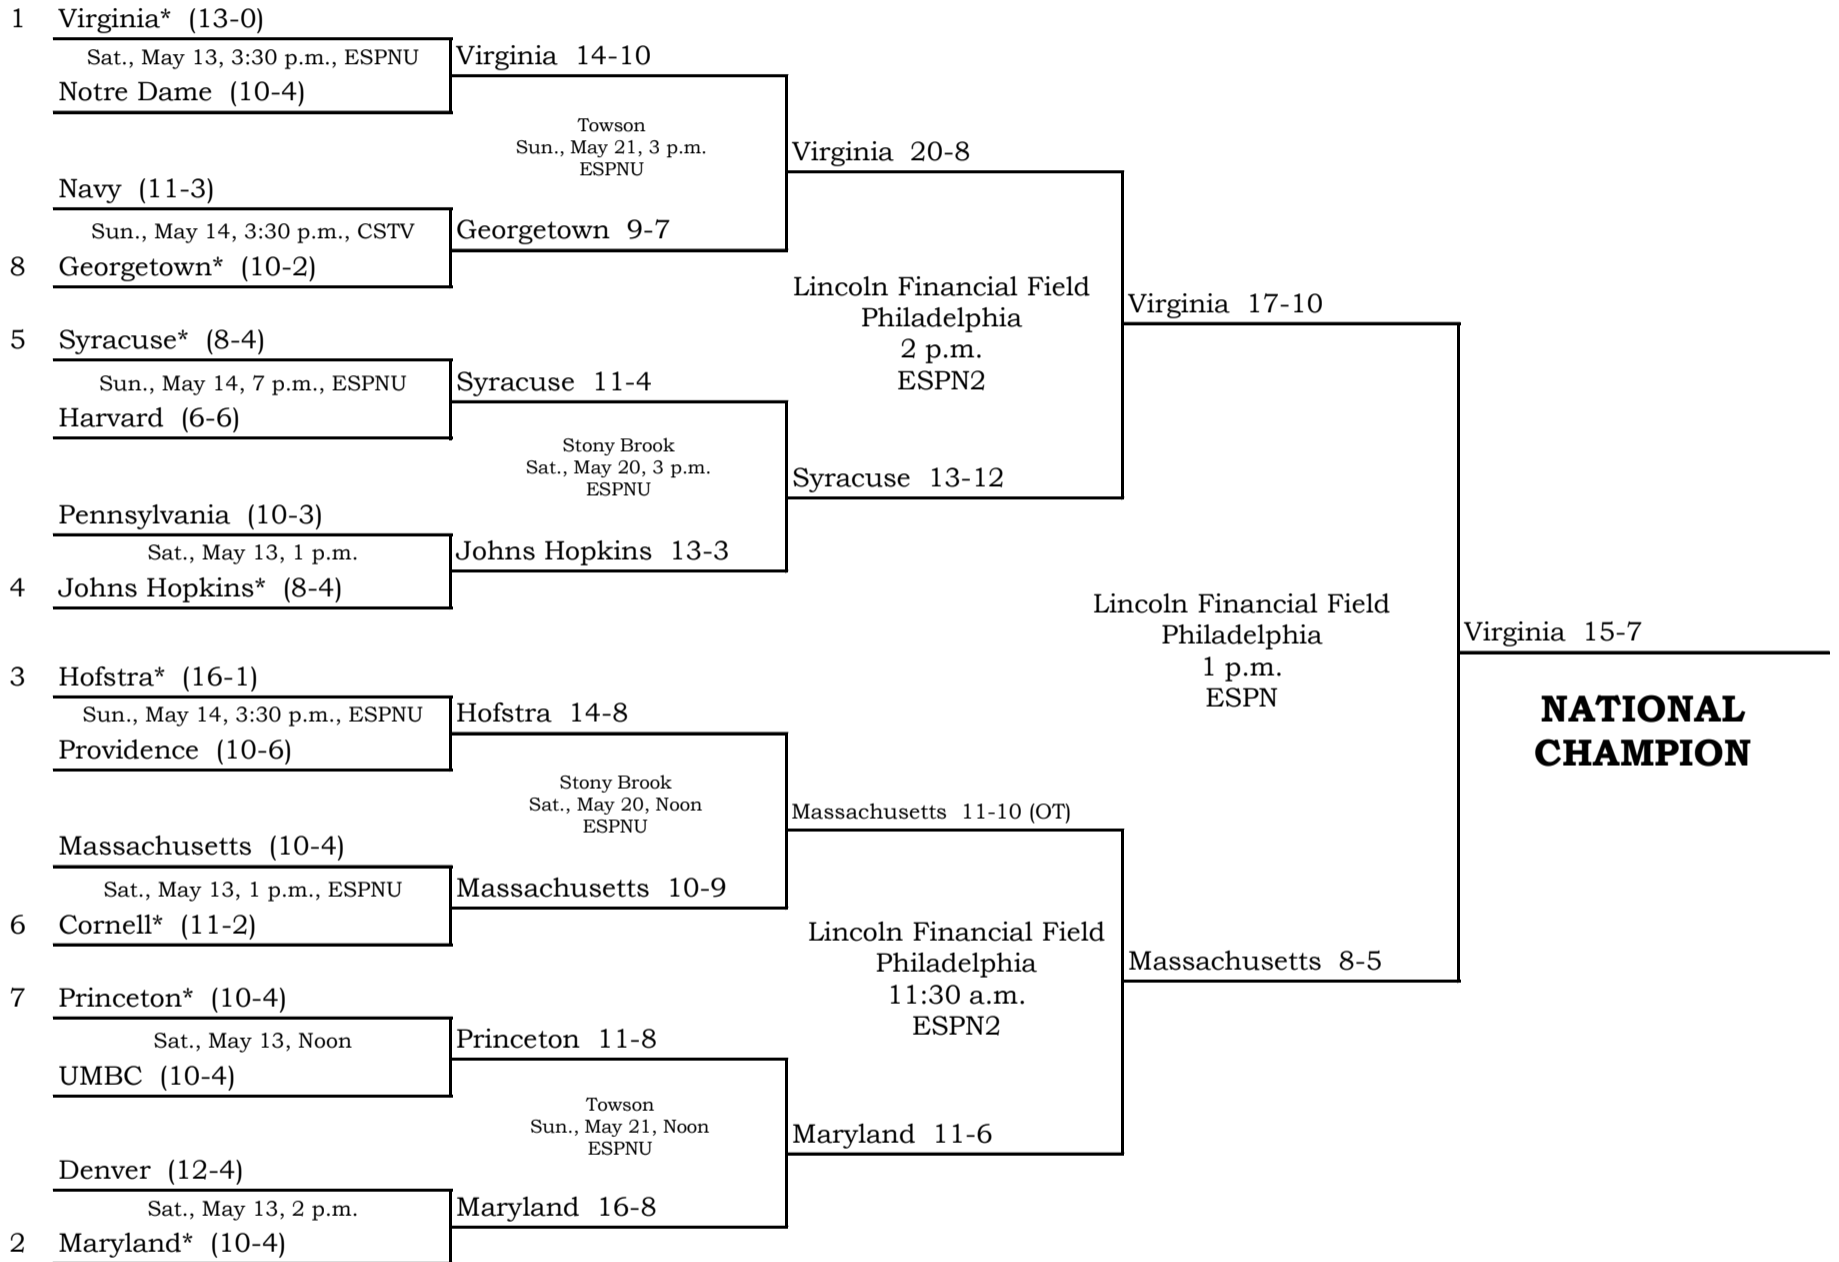 1 Virginia* (13-0)
Sat., May 13, 3:30 p.m., ESPNU
Notre Dame (10-4)
Navy (11-3)
Sun., May 14, 3:30 p.m., CSTV
8 Georgetown* (10-2)
5 Syracuse* (8-4)
Sun., May 14, 7 p.m., ESPNU
Harvard (6-6)
Pennsylvania (10-3)
Sat., May 13, 1 p.m.
4 Johns Hopkins* (8-4)
3 Hofstra* (16-1)
Sun., May 14, 3:30 p.m., ESPNU
Providence (10-6)
Massachusetts (10-4)
Sat., May 13, 1 p.m., ESPNU
6 Cornell* (11-2)
7 Princeton* (10-4)
Sat., May 13, Noon
UMBC (10-4)
Denver (12-4)
Sat., May 13, 2 p.m.
2 Maryland* (10-4)
Virginia 14-10
Towson
Sun., May 21, 3 p.m.
ESPNU
Georgetown 9-7
Syracuse 11-4
Stony Brook
Sat., May 20, 3 p.m.
ESPNU
Johns Hopkins 13-3
Hofstra 14-8
Stony Brook
Sat., May 20, Noon
ESPNU
Massachusetts 10-9
Princeton 11-8
Towson
Sun., May 21, Noon
ESPNU
Maryland 16-8
Virginia 20-8
Lincoln Financial Field
Philadelphia
2 p.m.
ESPN2
Syracuse 13-12
Massachusetts 11-10 (OT)
Lincoln Financial Field
Philadelphia
11:30 a.m.
ESPN2
Maryland 11-6
Virginia 17-10
Lincoln Financial Field
Philadelphia
1 p.m.
ESPN
Massachusetts 8-5
Virginia 15-7
NATIONAL
CHAMPION